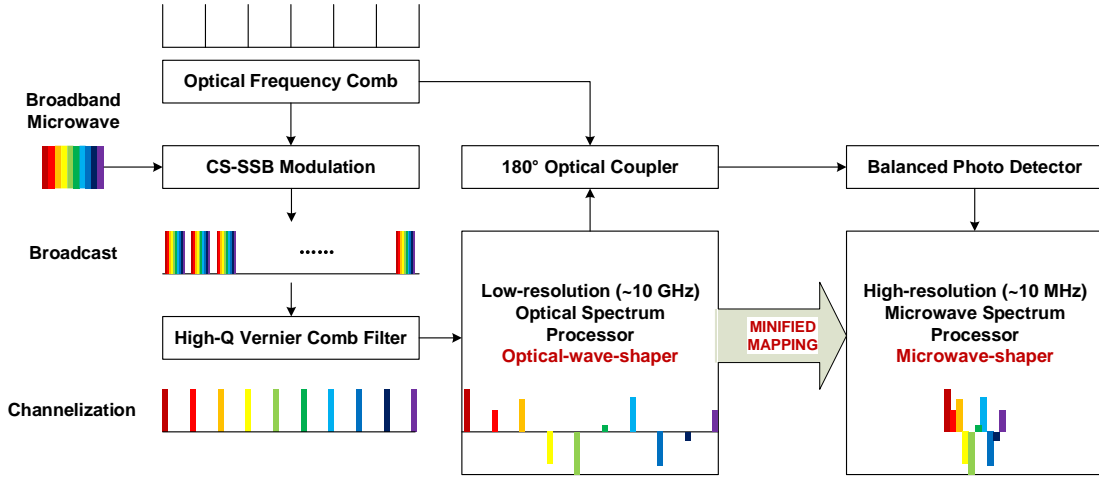 Optical Frequency Comb
Broadband
Microwave
CS-SSB Modulation
180° Optical Coupler
Balanced Photo Detector
Broadcast
......
Low-resolution (~10 GHz)
Optical Spectrum
Processor
Optical-wave-shaper
MINIFIED
MAPPING
High-resolution (~10 MHz)
Microwave Spectrum
Processor
Microwave-shaper
High-Q Vernier Comb Filter
Channelization